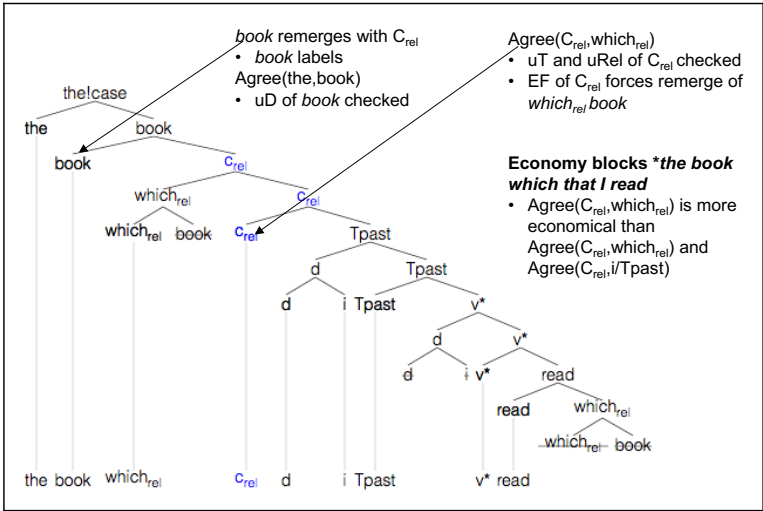 book remerges with Crel
• book labels
Agree(the,book)
• uD of book checked
Agree(Crel,whichrel)
• uT and uRel of Crel checked
• EF of Crel forces remerge of
whichrel book
Economy blocks *the book
which that I read
• Agree(Crel,whichrel) is more
economical than
Agree(Crel,whichrel) and
Agree(Crel,i/Tpast)
the!case
the book
book crel
whichrel crel
whichrel book crel Tpast
d Tpast
d i Tpast v*
d v*
d i v* read
read whichrel
whichrel book
the book whichrel crel d i Tpast v* read